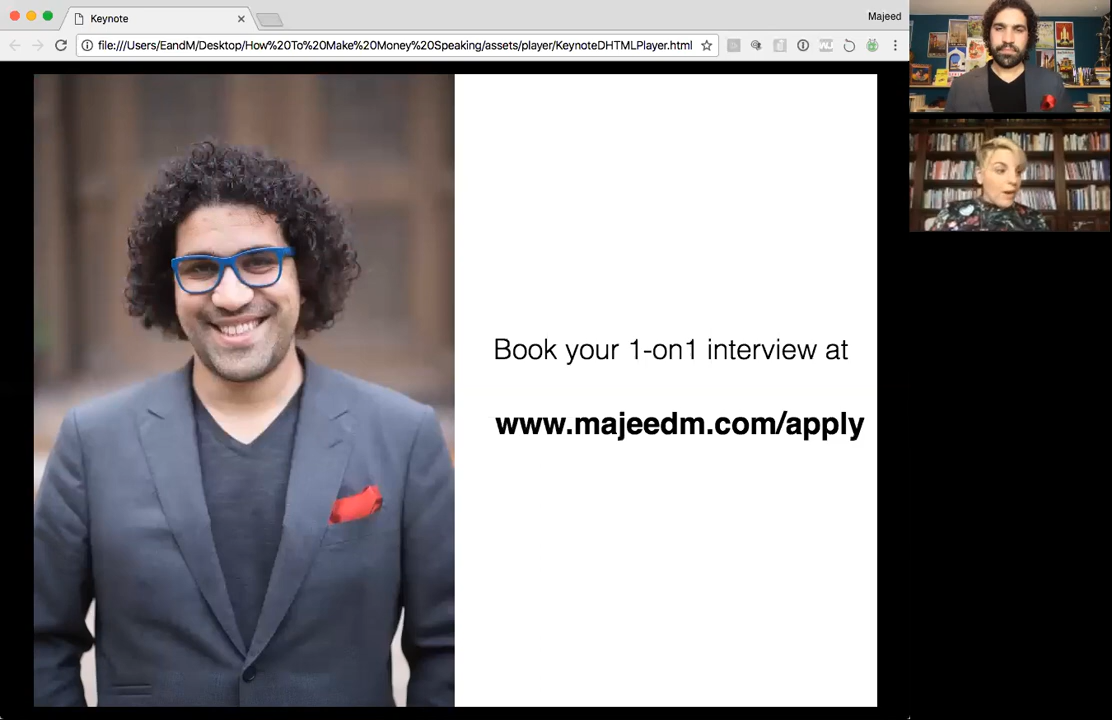 Keynote
Majeed
file:///Users/EandM/Desktop/How%20To%20Make%20Money%20Speaking/assets/player/KeynoteDHTMLPlayer.html
Book your 1-on1 interview at
www.majeedm.com/apply